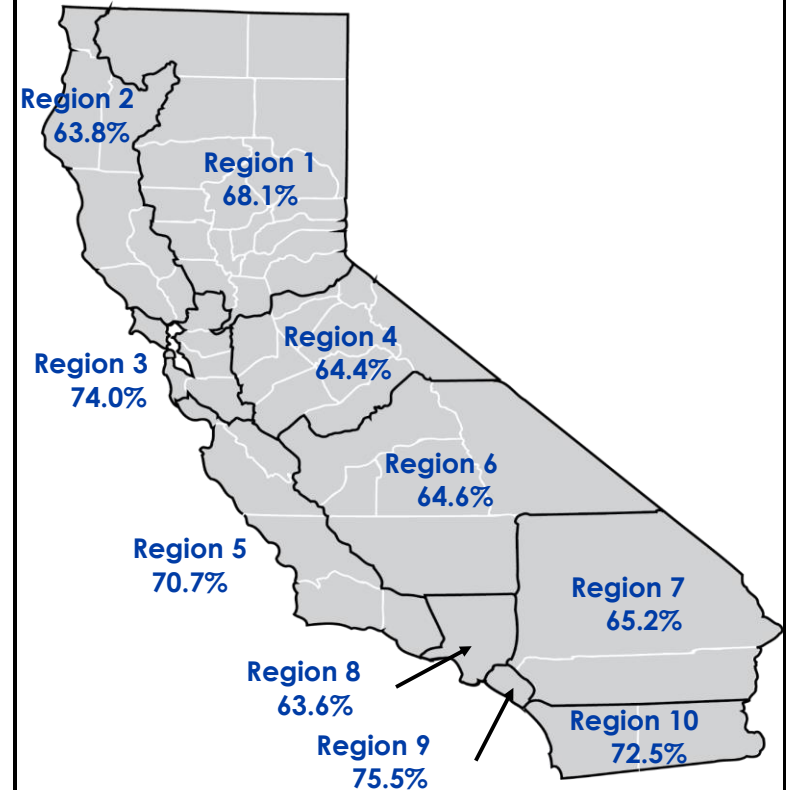 Region 2
63.8%
Region 1
68.1%
Region 4
64.4%
Region 3
74.0%
Region 6
64.6%
Region 5
70.7%
Region 7
65.2%
Region 8
63.6%
Region 10
72.5%
Region 9
75.5%